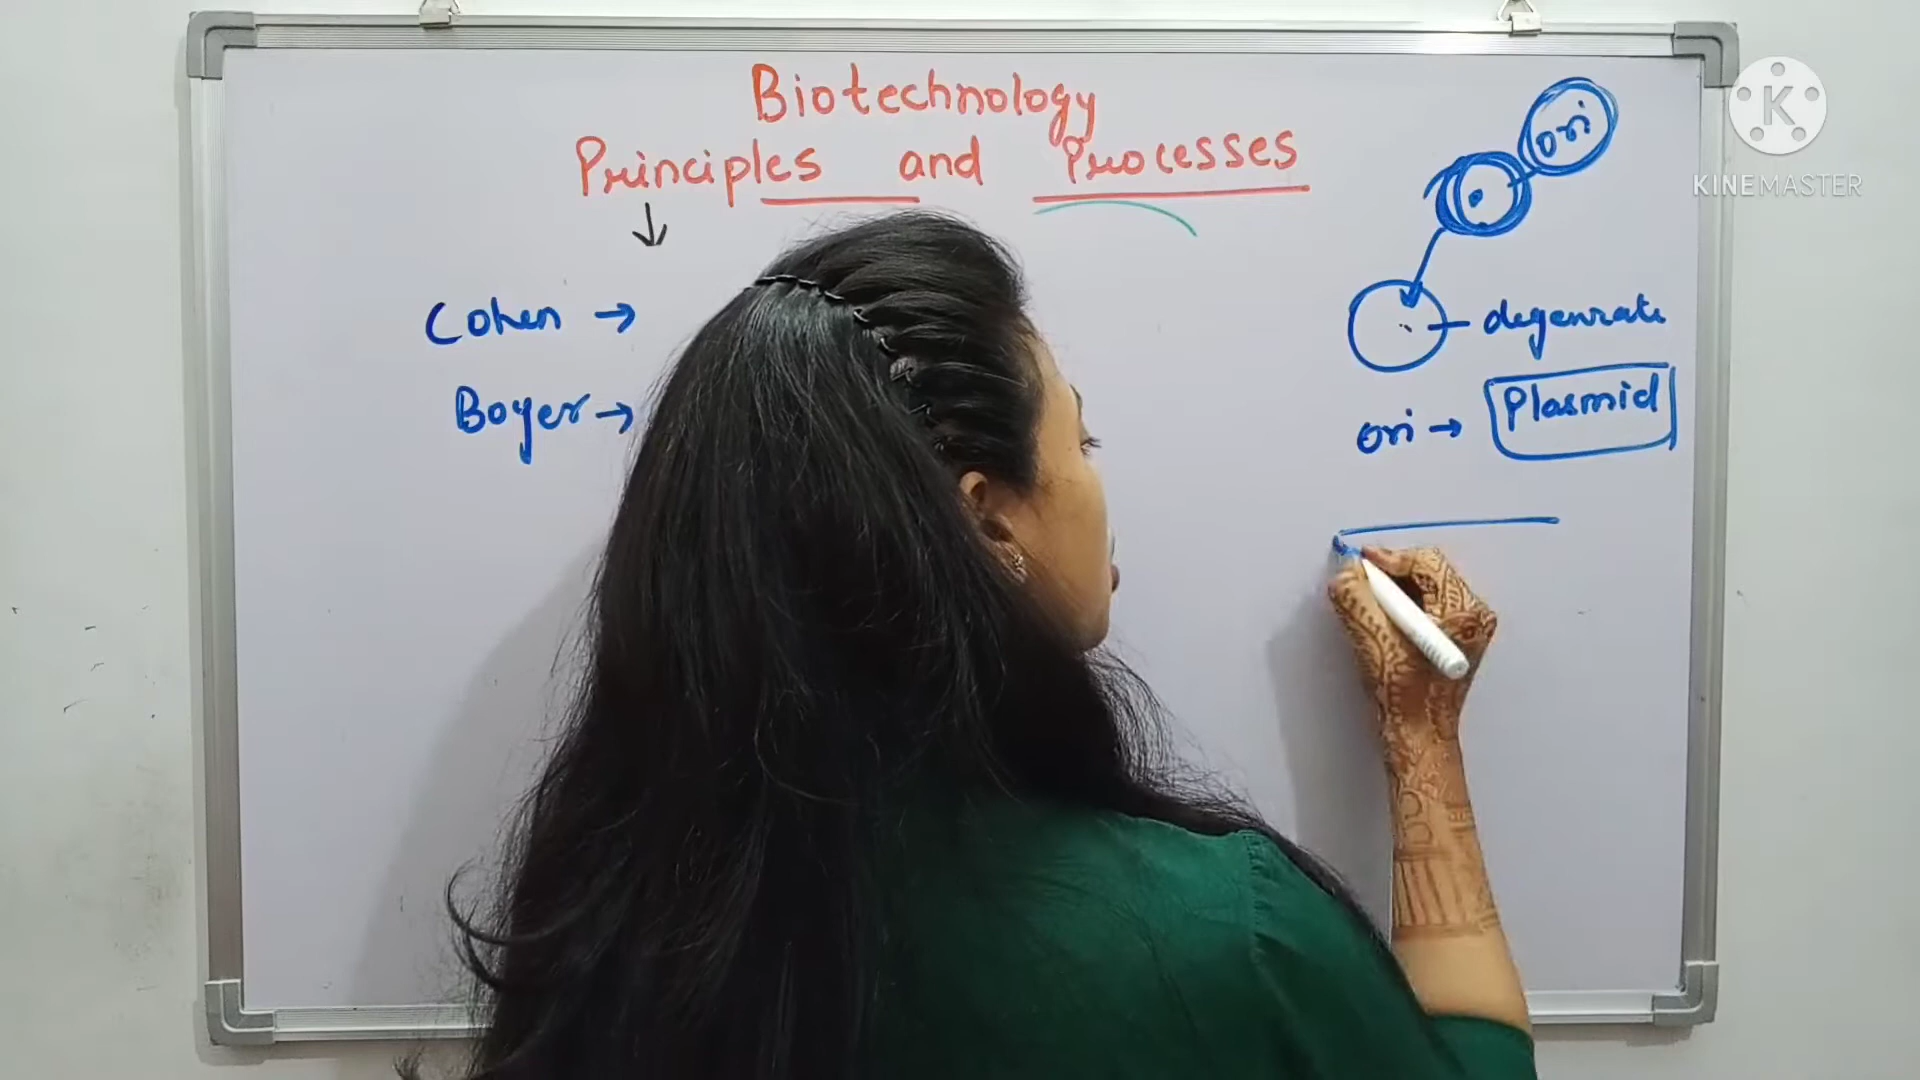 Biotechnology
Principles and Processes
Cohen →
Boyer →
ori
degenrate
ori → Plasmid
K
KINEMASTER